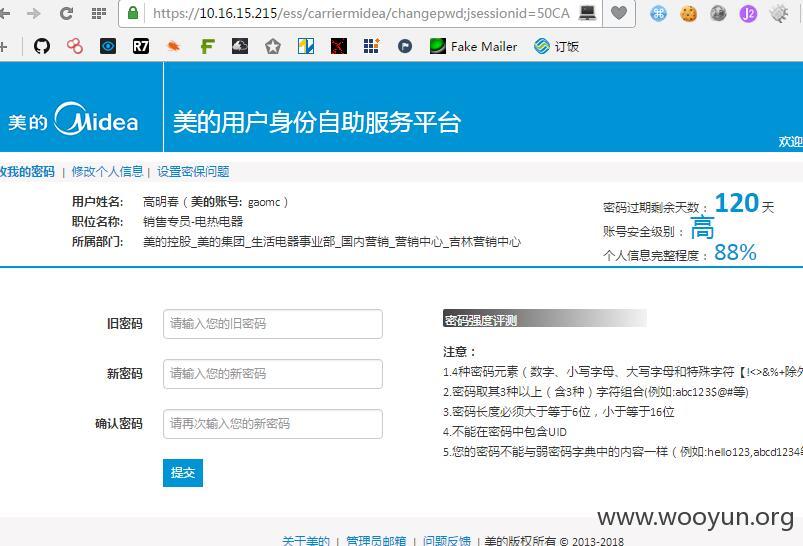 https://10.16.15.215/ess/carriermidea/changepwd;jsessionid=50CA
R7 Fake Mailer 订饭
美的 Midea 美的用户身份自助服务平台
欢迎
改我的密码 | 修改个人信息 | 设置密保问题
用户姓名: 高明春 ( 美的账号: gaomc )
密码过期剩余天数: 120 天
职位名称: 销售专员-电热电器
账号安全级别: 高
所属部门: 美的控股_美的集团_生活电器事业部_国内营销_营销中心_吉林营销中心
个人信息完整程度: 88%
旧密码 请输入您的旧密码
新密码 请输入您的新密码
确认密码 请再次输入您的新密码
提交
密码强度评测
注意:
1.4种密码元素（数字、小写字母、大写字母和特殊字符【!<>&%+除外
2.密码取其3种以上（含3种）字符组合(例如:abc123$@#等)
3.密码长度必须大于等于6位，小于等于16位
4.不能在密码中包含UID
5.您的密码不能与弱密码字典中的内容一样（例如:hello123,abcd1234等
www.wooyun.org
关于美的 | 管理员邮箱 | 问题反馈 | 美的版权所有 © 2013-2018